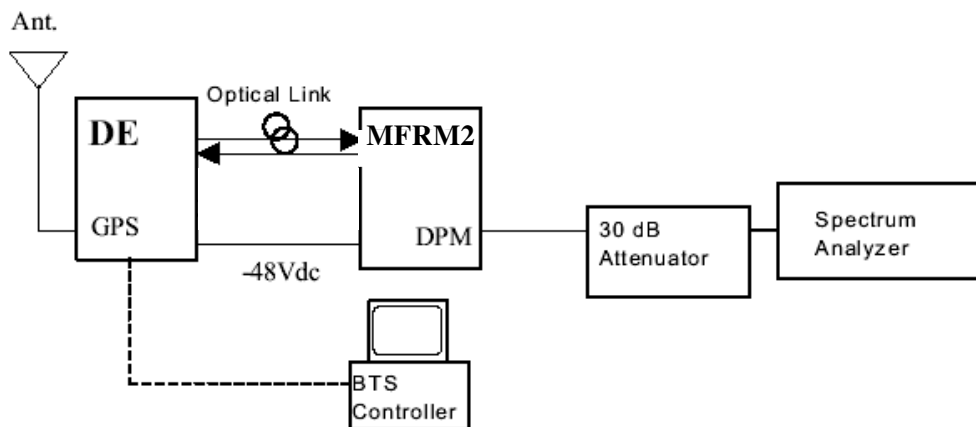 Ant.
Optical Link
DE
MFRM2
GPS
DPM
30 dB
Attenuator
Spectrum
Analyzer
-48Vdc
BTS
Controller